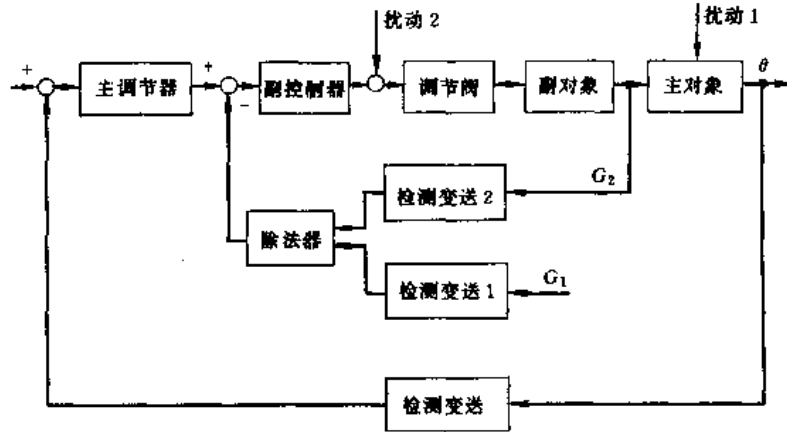 扰动 2
扰动 1
+
主调节器
+
−
副控制器
调节阀
副对象
主对象
θ
G₂
检测变送 2
除法器
检测变送 1
G₁
检测变送